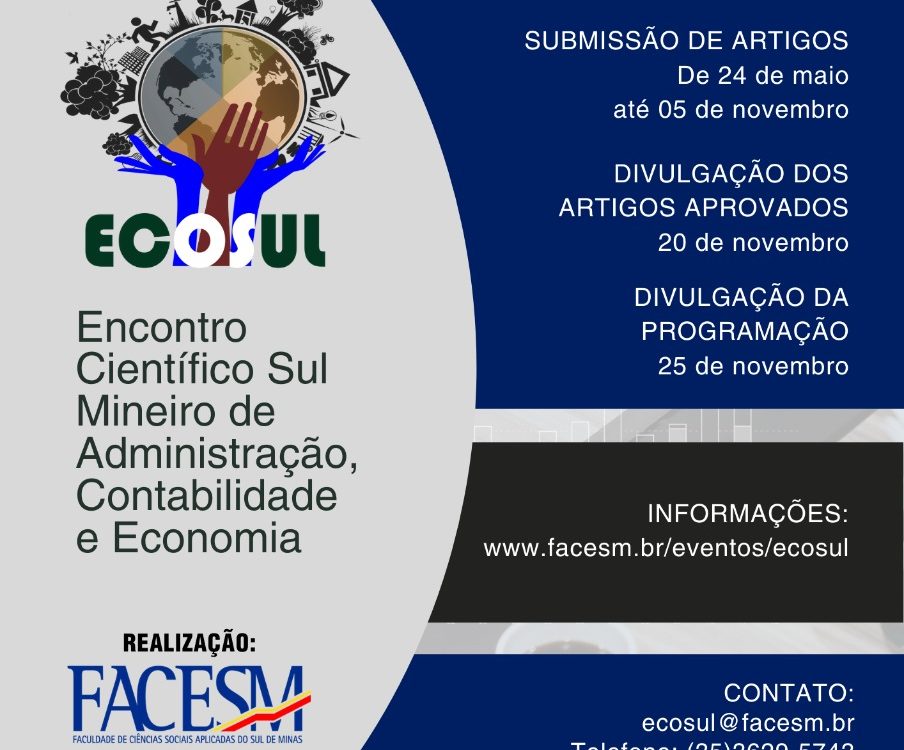 ECOSUL
Encontro
Científico Sul
Mineiro de
Administração,
Contabilidade
e Economia
REALIZAÇÃO:
FACESM
FACULDADE DE CIÊNCIAS SOCIAIS APLICADAS DO SUL DE MINAS
SUBMISSÃO DE ARTIGOS
De 24 de maio
até 05 de novembro
DIVULGAÇÃO DOS
ARTIGOS APROVADOS
20 de novembro
DIVULGAÇÃO DA
PROGRAMAÇÃO
25 de novembro
INFORMAÇÕES:
www.facesm.br/eventos/ecosul
CONTATO:
ecosul@facesm.br
Telefone: